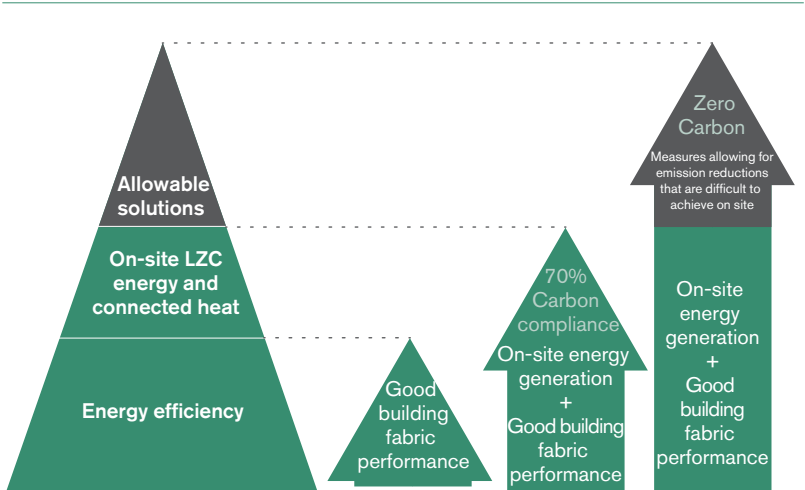 Allowable
solutions
On-site LZC
energy and
connected heat
Energy efficiency
Good
building
fabric
performance
70%
Carbon
compliance
On-site energy
generation
+
Good building
fabric
performance
Zero
Carbon
Measures allowing for
emission reductions
that are difficult to
achieve on site
On-site
energy
generation
+
Good
building
fabric
performance